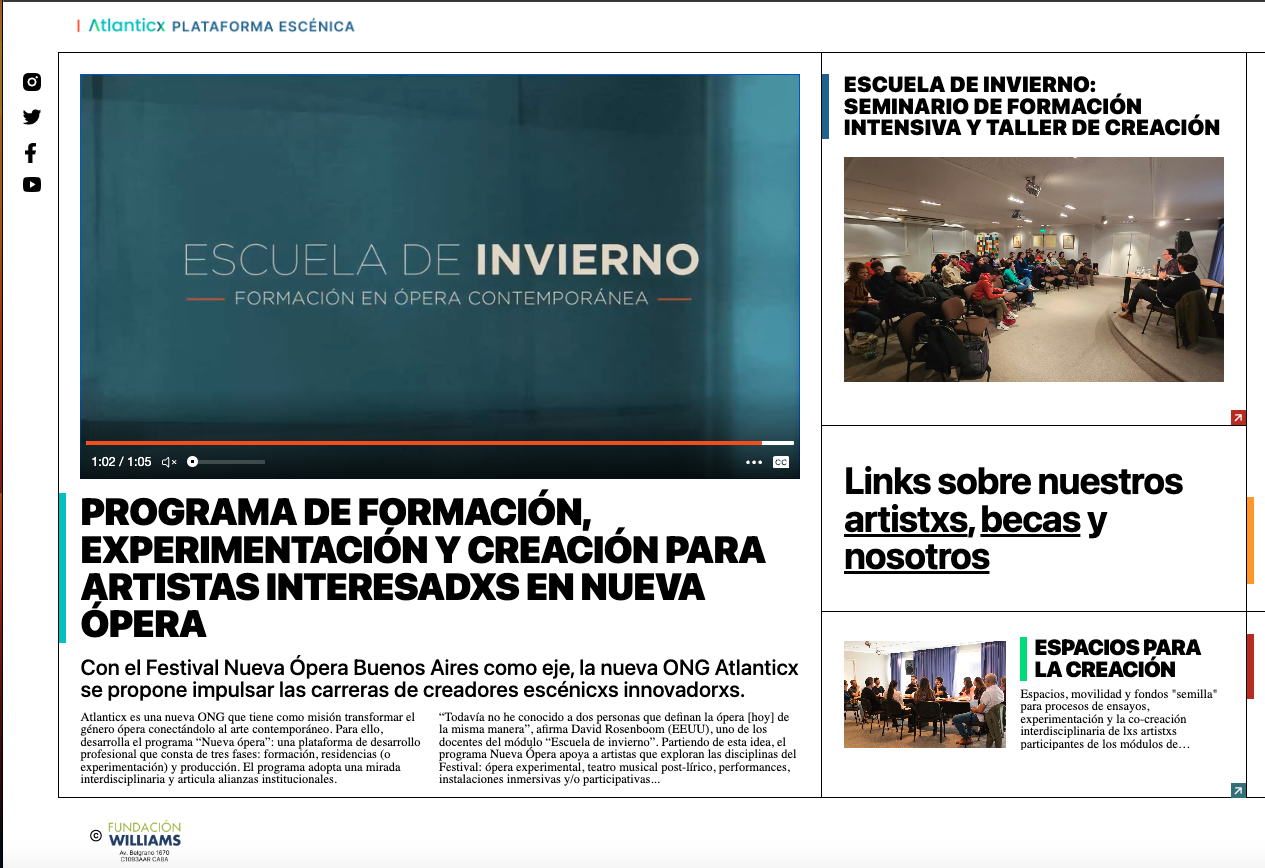 Atlanticx PLATAFORMA ESCÉNICA
ESCUELA DE INVIERNO
FORMACIÓN EN ÓPERA CONTEMPORÁNEA
1:02 / 1:05
CC
PROGRAMA DE FORMACIÓN,
EXPERIMENTACIÓN Y CREACIÓN PARA
ARTISTAS INTERESADXS EN NUEVA
ÓPERA
Con el Festival Nueva Ópera Buenos Aires como eje, la nueva ONG Atlanticx
se propone impulsar las carreras de creadores escénicxs innovadorxs.
Atlanticx es una nueva ONG que tiene como misión transformar el
género ópera conectándolo al arte contemporáneo. Para ello,
desarrolla el programa “Nueva ópera”: una plataforma de desarrollo
profesional que consta de tres fases: formación, residencias (o
experimentación) y producción. El programa adopta una mirada
interdisciplinaria y articula alianzas institucionales.
“Todavía no he conocido a dos personas que definan la ópera [hoy] de
la misma manera”, afirma David Rosenboom (EEUU), uno de los
docentes del módulo “Escuela de invierno”. Partiendo de esta idea, el
programa Nueva Ópera apoya a artistas que exploran las disciplinas del
Festival: ópera experimental, teatro musical post-lírico, performances,
instalaciones inmersivas y/o participativas...
ESCUELA DE INVIERNO:
SEMINARIO DE FORMACIÓN
INTENSIVA Y TALLER DE CREACIÓN
Links sobre nuestros
artistxs, becas y
nosotros
ESPACIOS PARA
LA CREACIÓN
Espacios, movilidad y fondos "semilla"
para procesos de ensayos,
experimentación y la co-creación
interdisciplinaria de lxs artistxs
participantes de los módulos de…
© FUNDACIÓN
WILLIAMS
Av. Belgrano 1670
C1093AAR CABA